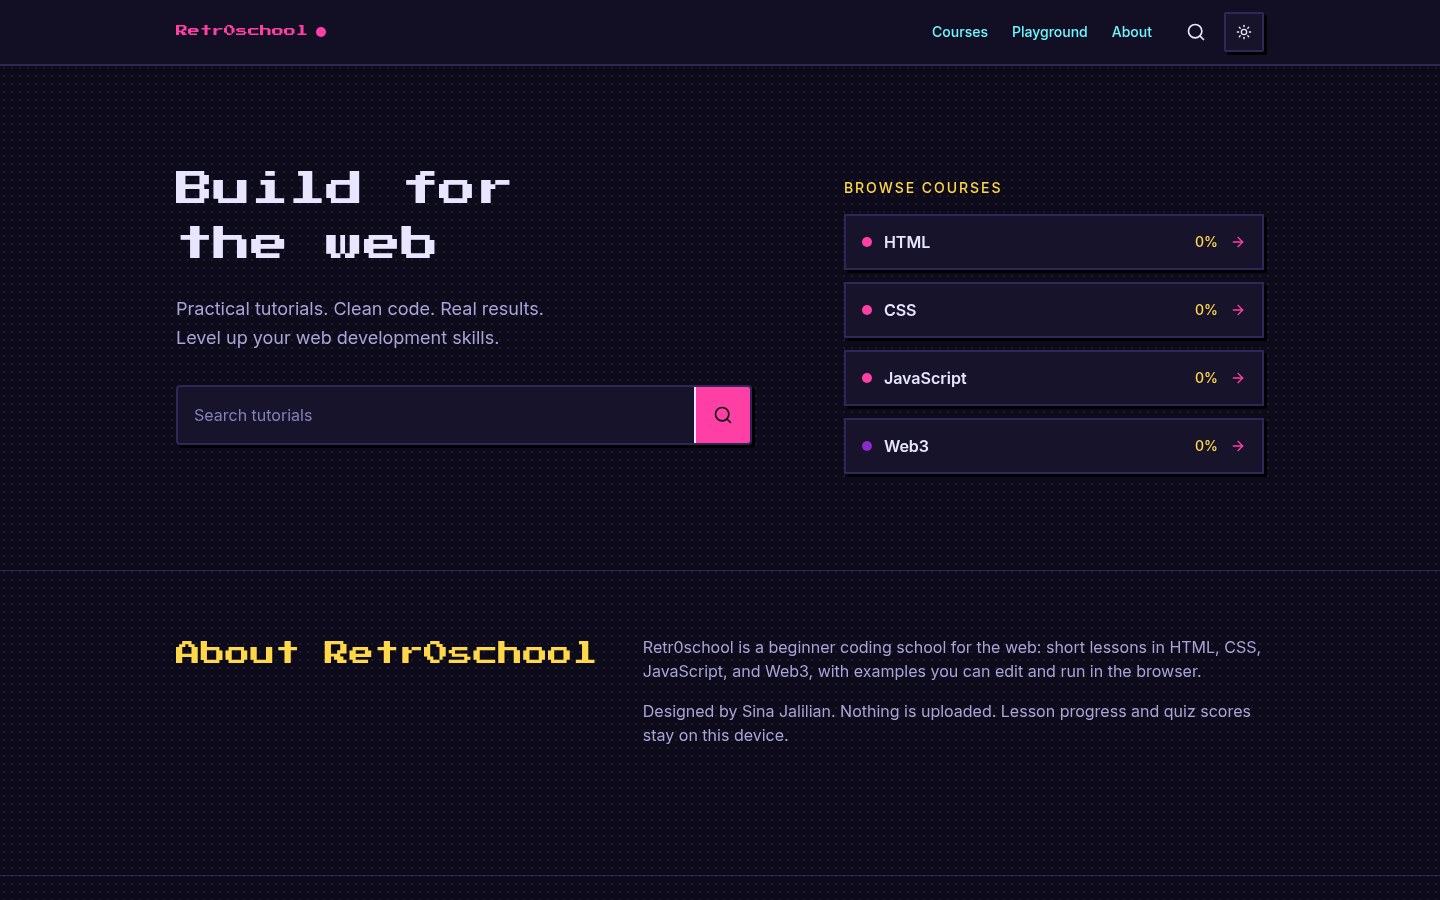 Retr0school
Courses
Playground
About
Build for
the web
Practical tutorials. Clean code. Real results.
Level up your web development skills.
Search tutorials
BROWSE COURSES
HTML 0%
CSS 0%
JavaScript 0%
Web3 0%
About Retr0school
Retr0school is a beginner coding school for the web: short lessons in HTML, CSS,
JavaScript, and Web3, with examples you can edit and run in the browser.
Designed by Sina Jalilian. Nothing is uploaded. Lesson progress and quiz scores
stay on this device.